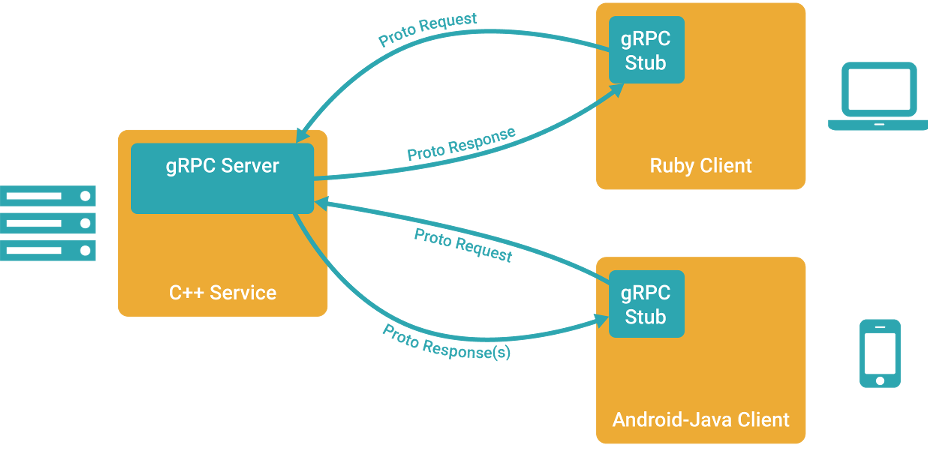 Proto Request
gRPC
Stub
Proto Response
Ruby Client
gRPC Server
C++ Service
Proto Request
gRPC
Stub
Proto Response(s)
Android-Java Client